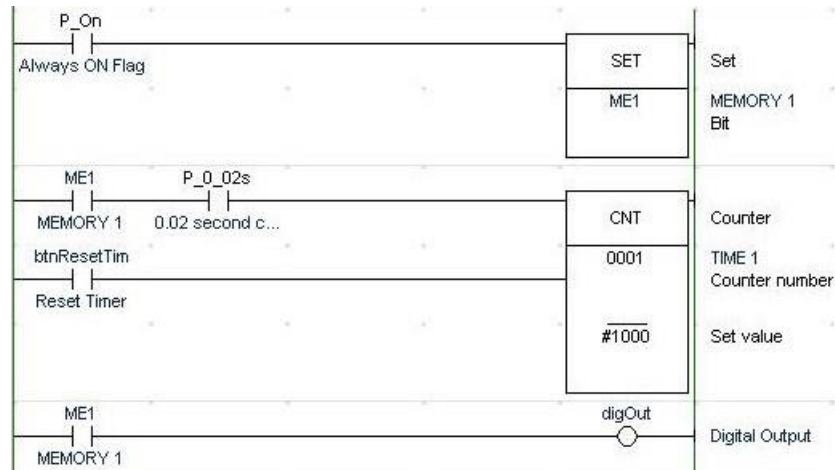 P_On
Always ON Flag
SET
Set
ME1
MEMORY 1
Bit
ME1
P_0_02s
MEMORY 1
0.02 second c...
CNT
Counter
btnResetTim
Reset Timer
0001
TIME 1
Counter number
#1000
Set value
ME1
digOut
MEMORY 1
Digital Output